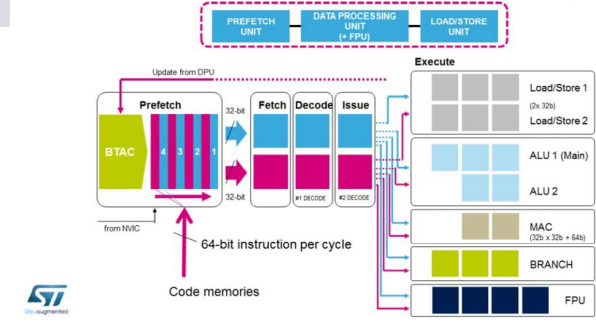 PREFETCH
UNIT
DATA PROCESSING
UNIT
(+ FPU)
LOAD/STORE
UNIT
Update from DPU
Execute
Prefetch
BTAC
4 3 2 1
32-bit
32-bit
Fetch
Decode
Issue
#1 DECODE
#2 DECODE
Load/Store 1
(2x 32b)
Load/Store 2
ALU 1 (Main)
ALU 2
MAC
(32b x 32b + 64b)
BRANCH
FPU
from NVIC
64-bit instruction per cycle
Code memories
ST
life.augmented